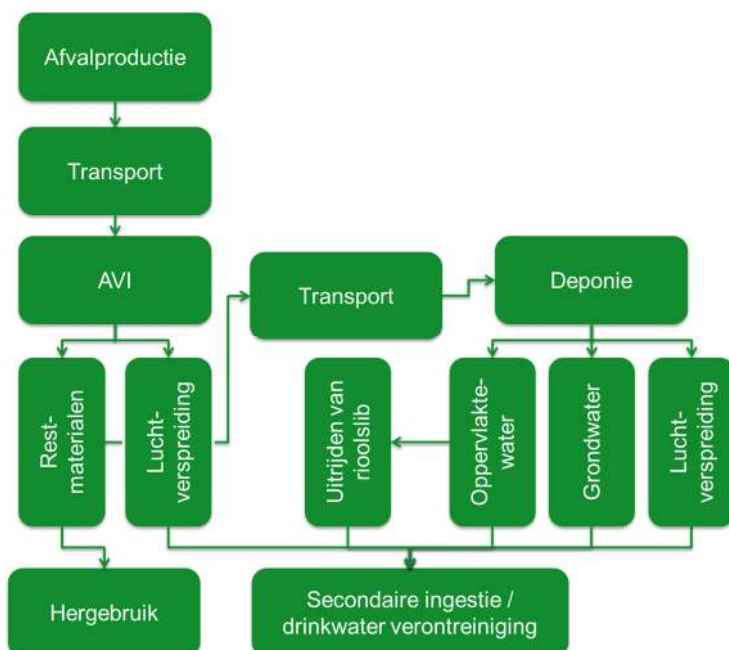 Afvalproductie
Transport
AVI
Transport
Deponie
Rest-
materialen
Lucht-
verspreiding
Uitrijden van
rioolslib
Oppervlakte-
water
Grondwater
Lucht-
verspreiding
Hergebruik
Secondaire ingestie /
drinkwater verontreiniging